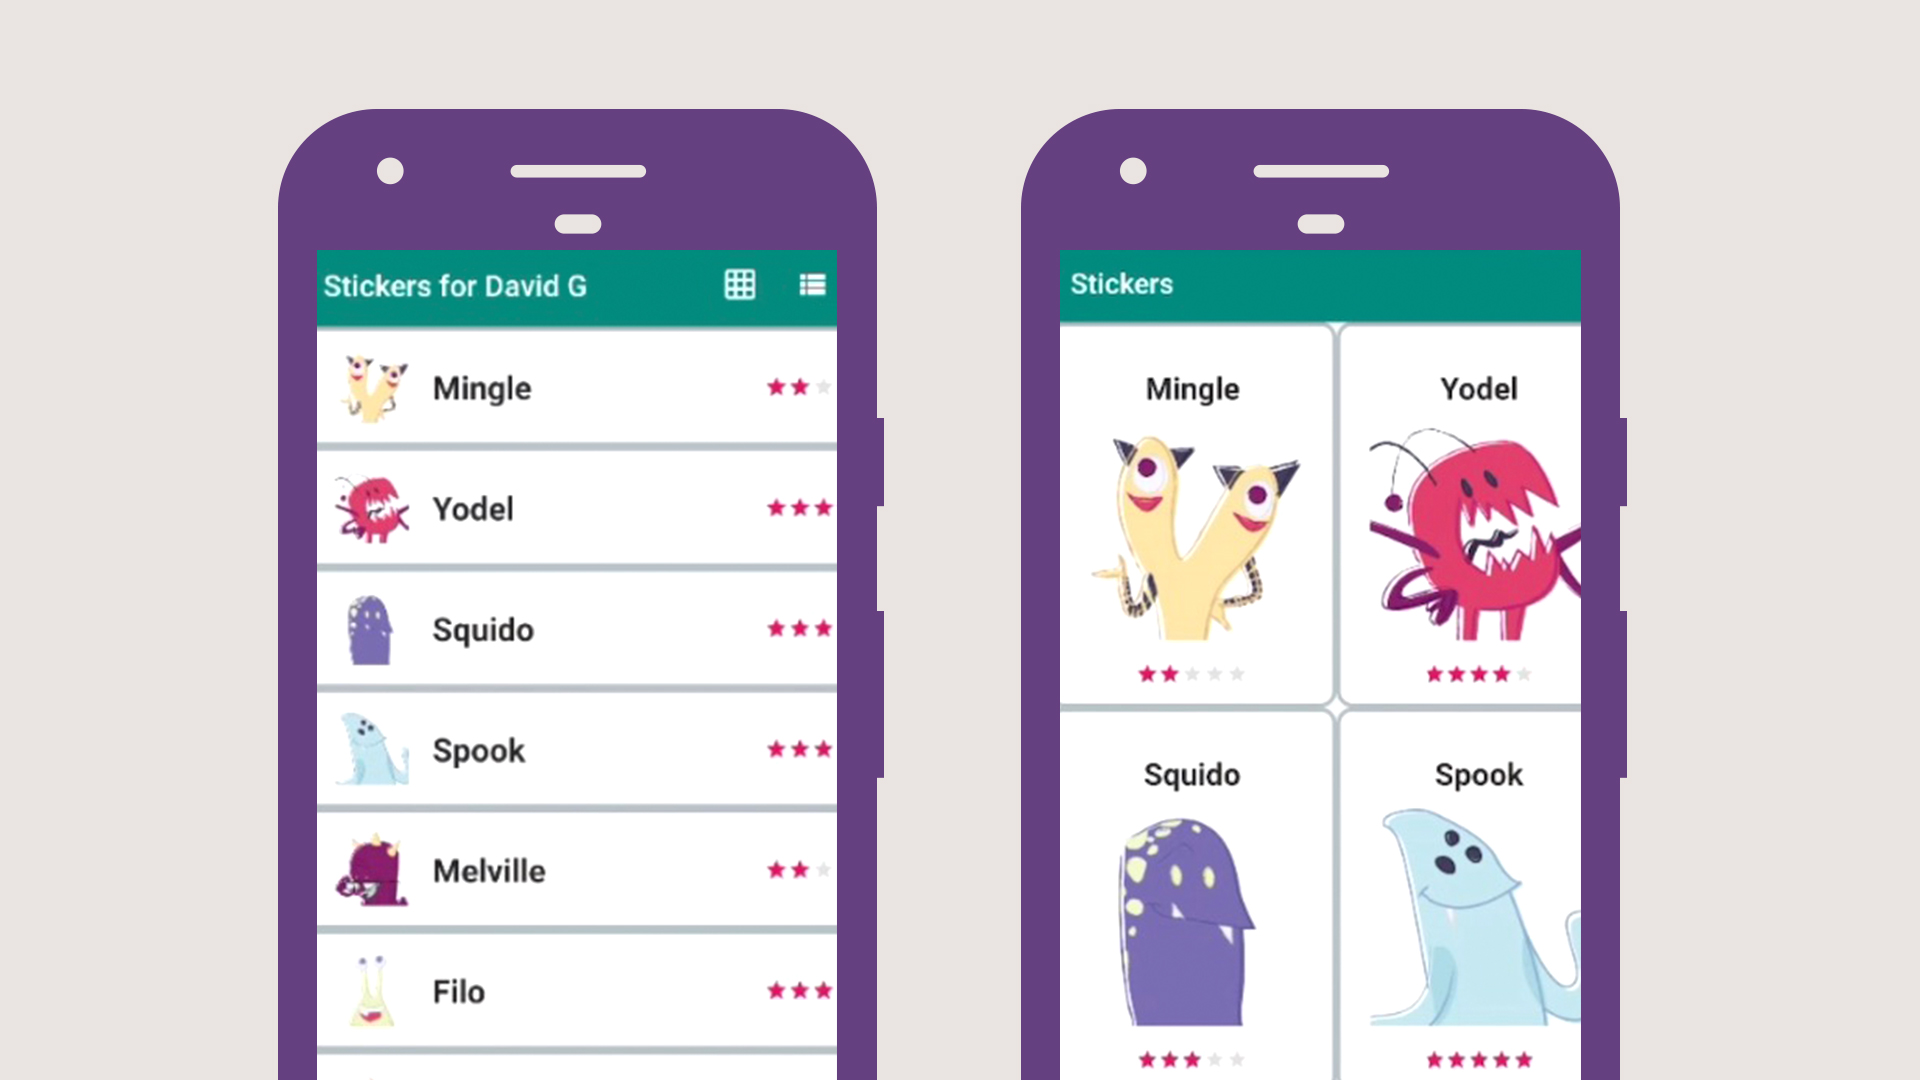 Stickers for David G
Mingle
Yodel
Squido
Spook
Melville
Filo
Stickers
Mingle
Yodel
Squido
Spook